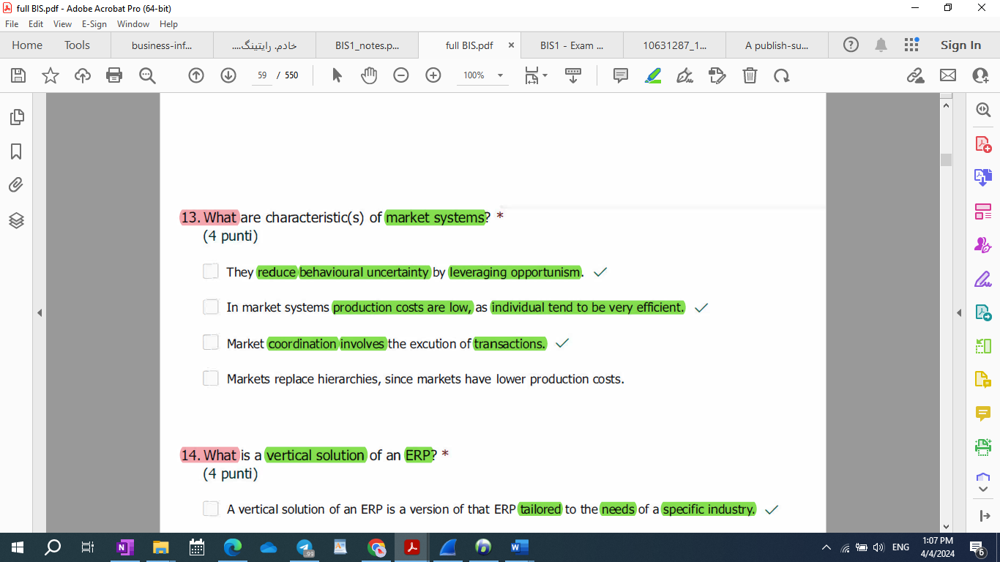 full BIS.pdf - Adobe Acrobat Pro (64-bit)
File Edit View E-Sign Window Help
Home Tools business-inf... خادم, رایتینگ.... BIS1_notes.p... full BIS.pdf × BIS1 - Exam ... 10631287_1... A publish-su... Sign In
59 / 550 100%
13. What are characteristic(s) of market systems? *
(4 punti)
They reduce behavioural uncertainty by leveraging opportunism.
In market systems production costs are low, as individual tend to be very efficient.
Market coordination involves the excution of transactions.
Markets replace hierarchies, since markets have lower production costs.
14. What is a vertical solution of an ERP? *
(4 punti)
A vertical solution of an ERP is a version of that ERP tailored to the needs of a specific industry.
99
ENG
1:07 PM
4/4/2024
6